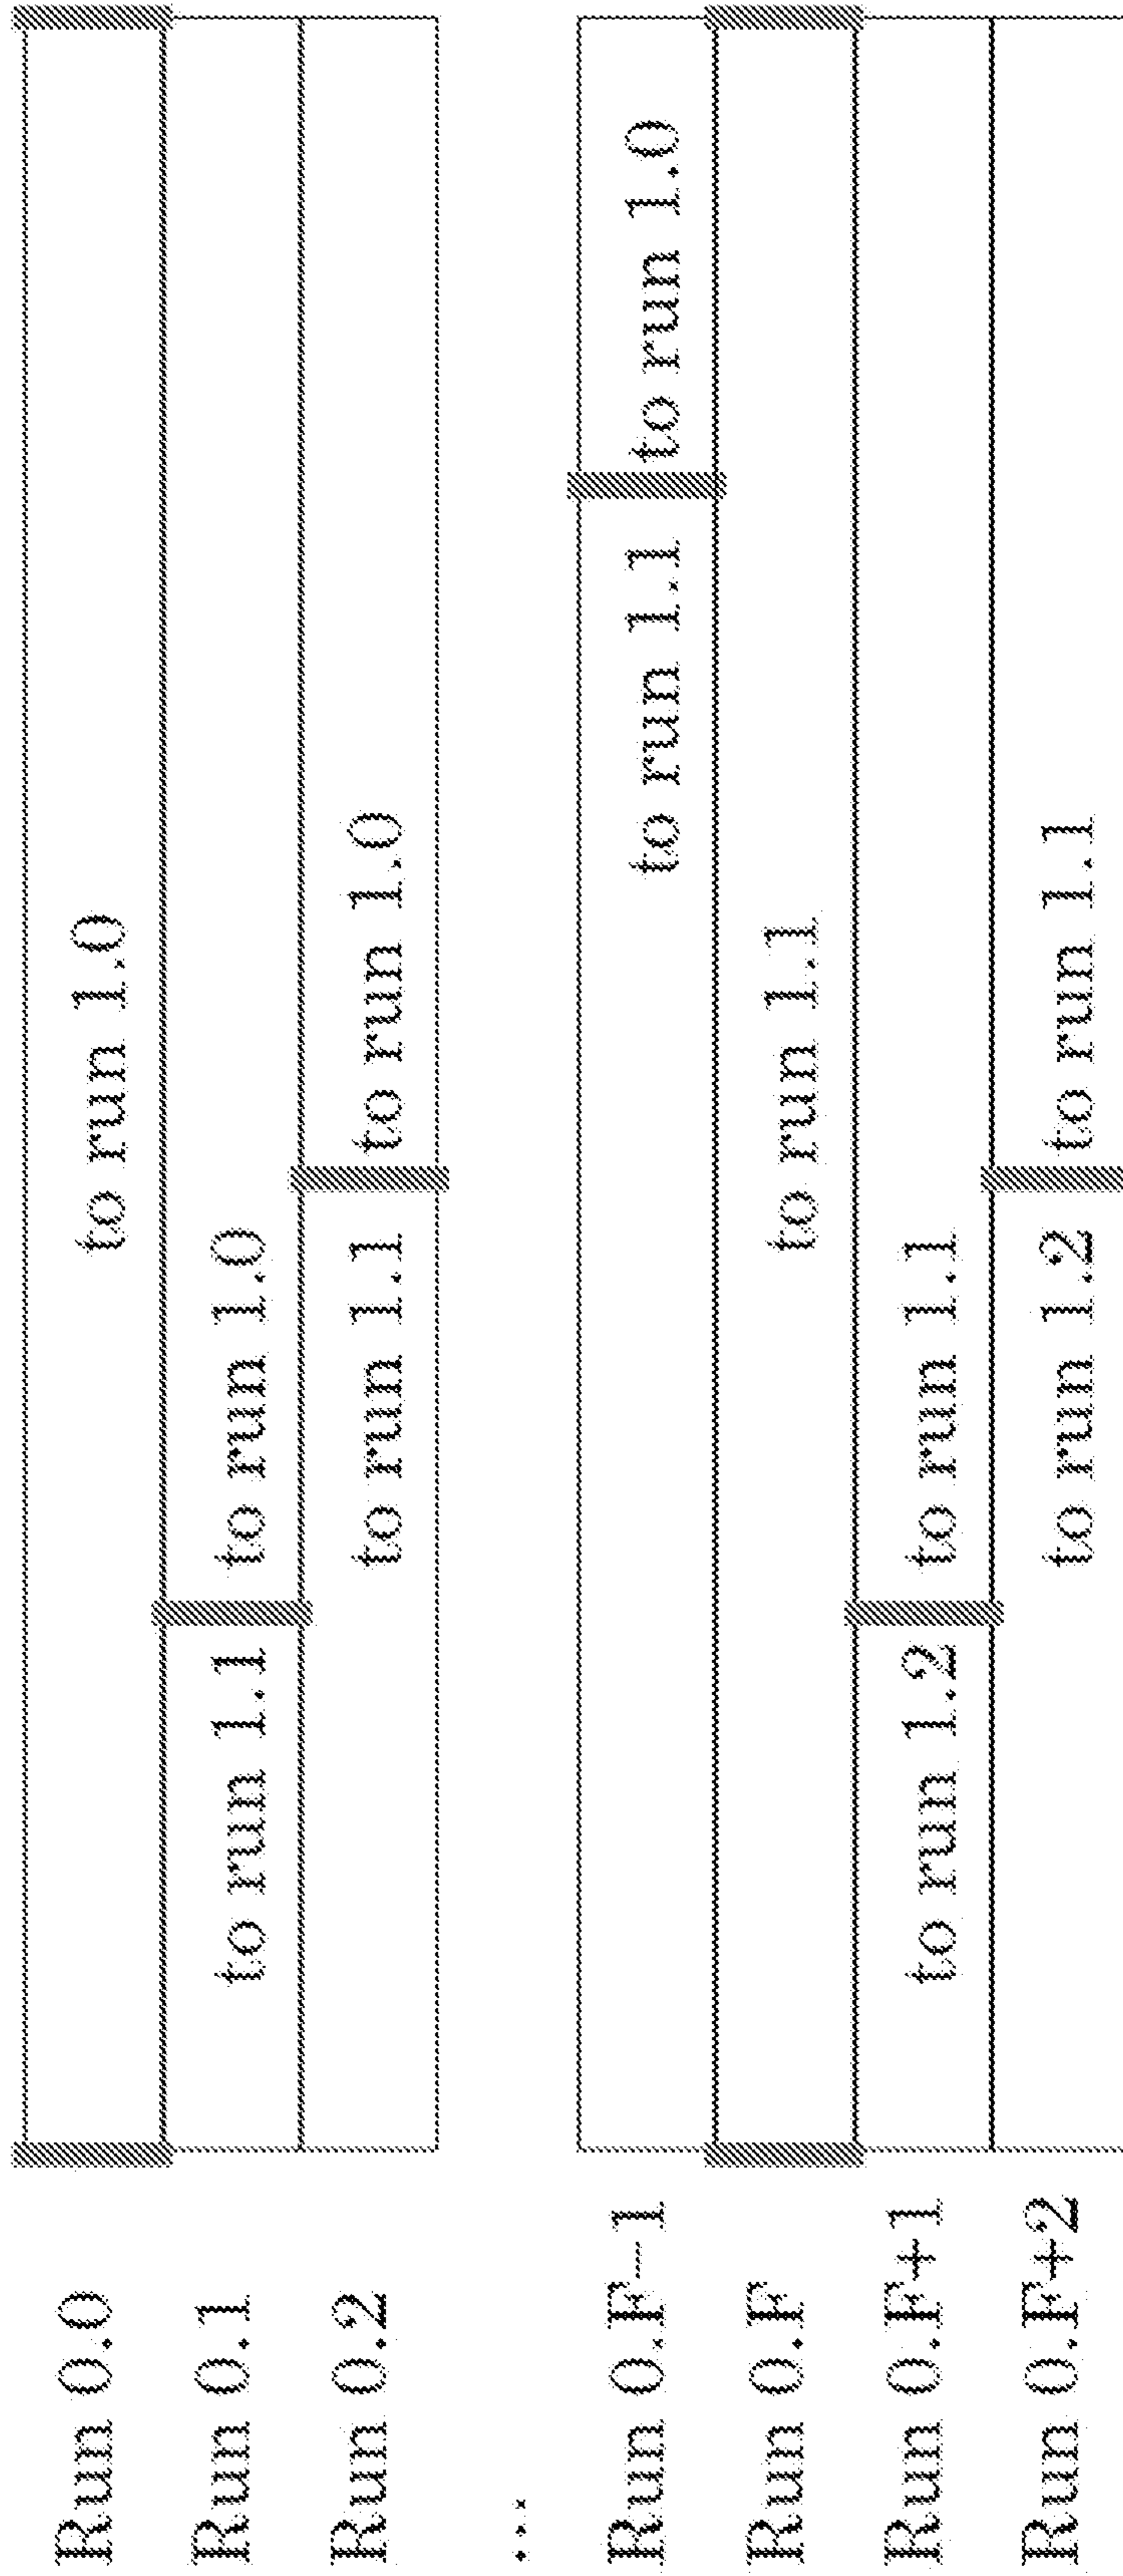 Run 0.0 to run 1.0
Run 0.1 to run 1.1 to run 1.0
Run 0.2 to run 1.1 to run 1.0
...
Run 0.F−1 to run 1.1 to run 1.0
Run 0.F to run 1.1
Run 0.F+1 to run 1.2 to run 1.1
Run 0.F+2 to run 1.2 to run 1.1